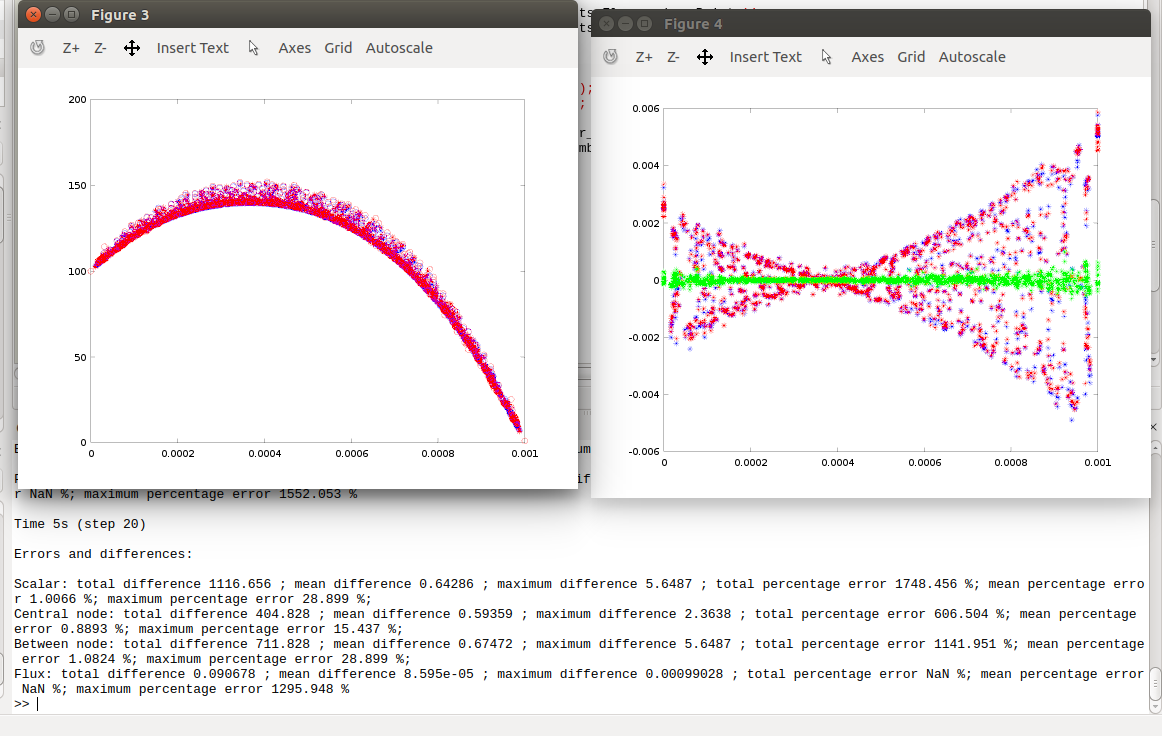 Figure 3
Z+ Z- Insert Text Axes Grid Autoscale
200
150
100
50
0
0 0.0002 0.0004 0.0006 0.0008 0.001
Figure 4
Z+ Z- Insert Text Axes Grid Autoscale
0.006
0.004
0.002
0
-0.002
-0.004
-0.006
0 0.0002 0.0004 0.0006 0.0008 0.001
r NaN %; maximum percentage error 1552.053 %
Time 5s (step 20)
Errors and differences:
Scalar: total difference 1116.656 ; mean difference 0.64286 ; maximum difference 5.6487 ; total percentage error 1748.456 %; mean percentage erro
r 1.0066 %; maximum percentage error 28.899 %;
Central node: total difference 404.828 ; mean difference 0.59359 ; maximum difference 2.3638 ; total percentage error 606.504 %; mean percentage
error 0.8893 %; maximum percentage error 15.437 %;
Between node: total difference 711.828 ; mean difference 0.67472 ; maximum difference 5.6487 ; total percentage error 1141.951 %; mean percentage
error 1.0824 %; maximum percentage error 28.899 %;
Flux: total difference 0.090678 ; mean difference 8.595e-05 ; maximum difference 0.00099028 ; total percentage error NaN %; mean percentage error
NaN %; maximum percentage error 1295.948 %
>>